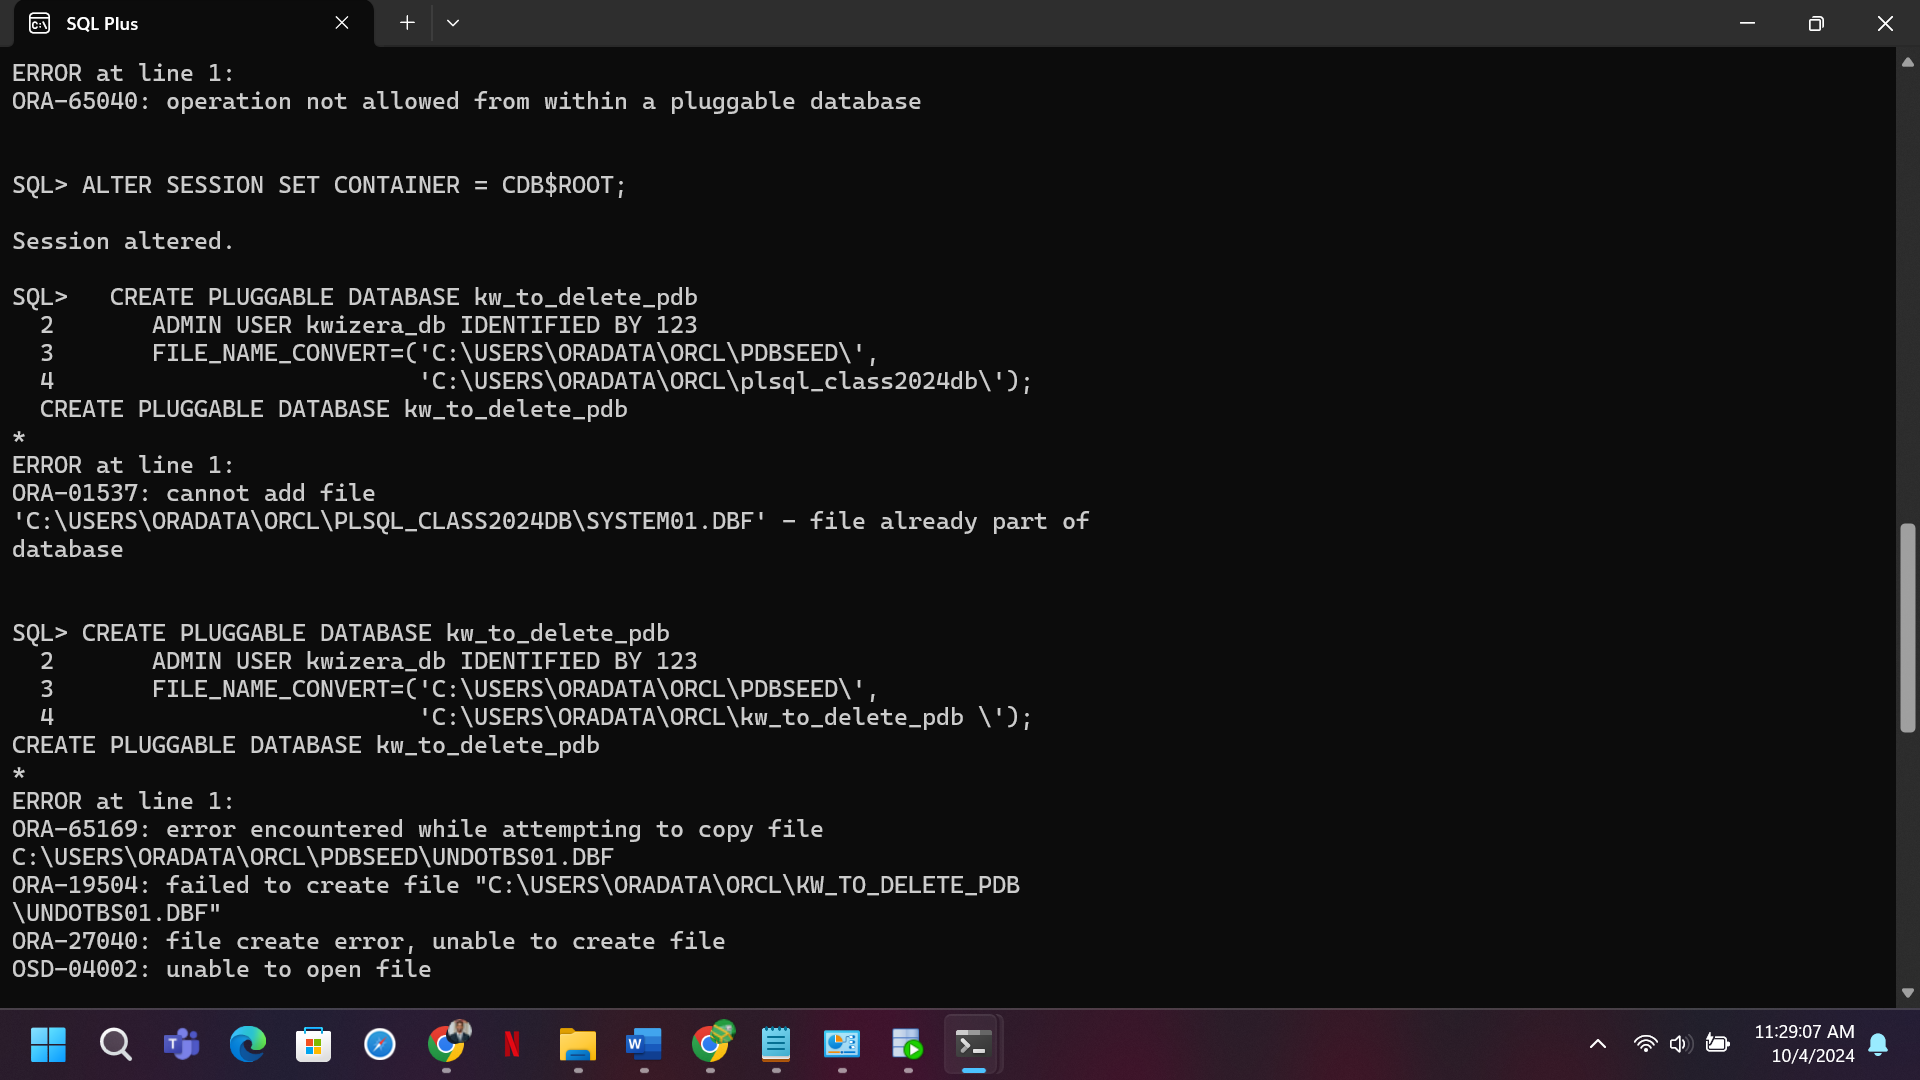 SQL Plus
ERROR at line 1:
ORA-65040: operation not allowed from within a pluggable database
SQL> ALTER SESSION SET CONTAINER = CDB$ROOT;
Session altered.
SQL>   CREATE PLUGGABLE DATABASE kw_to_delete_pdb
  2       ADMIN USER kwizera_db IDENTIFIED BY 123
  3       FILE_NAME_CONVERT=('C:\USERS\ORADATA\ORCL\PDBSEED\',
  4                          'C:\USERS\ORADATA\ORCL\plsql_class2024db\');
  CREATE PLUGGABLE DATABASE kw_to_delete_pdb
*
ERROR at line 1:
ORA-01537: cannot add file
'C:\USERS\ORADATA\ORCL\PLSQL_CLASS2024DB\SYSTEM01.DBF' - file already part of
database
SQL> CREATE PLUGGABLE DATABASE kw_to_delete_pdb
  2       ADMIN USER kwizera_db IDENTIFIED BY 123
  3       FILE_NAME_CONVERT=('C:\USERS\ORADATA\ORCL\PDBSEED\',
  4                          'C:\USERS\ORADATA\ORCL\kw_to_delete_pdb \');
CREATE PLUGGABLE DATABASE kw_to_delete_pdb
*
ERROR at line 1:
ORA-65169: error encountered while attempting to copy file
C:\USERS\ORADATA\ORCL\PDBSEED\UNDOTBS01.DBF
ORA-19504: failed to create file "C:\USERS\ORADATA\ORCL\KW_TO_DELETE_PDB
\UNDOTBS01.DBF"
ORA-27040: file create error, unable to create file
OSD-04002: unable to open file
11:29:07 AM
10/4/2024